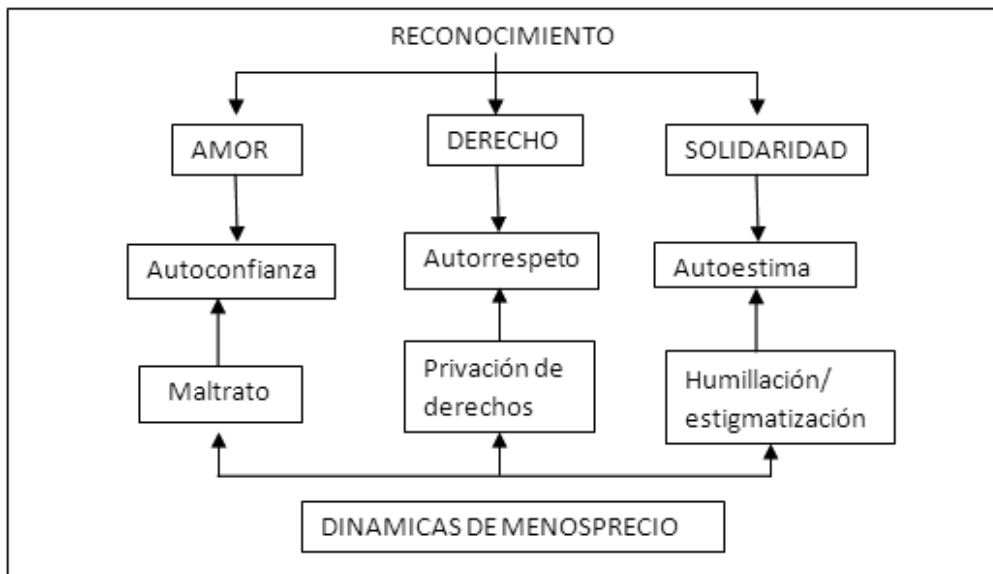 RECONOCIMIENTO
AMOR
DERECHO
SOLIDARIDAD
Autoconfianza
Autorrespeto
Autoestima
Maltrato
Privación de
derechos
Humillación/
estigmatización
DINAMICAS DE MENOSPRECIO